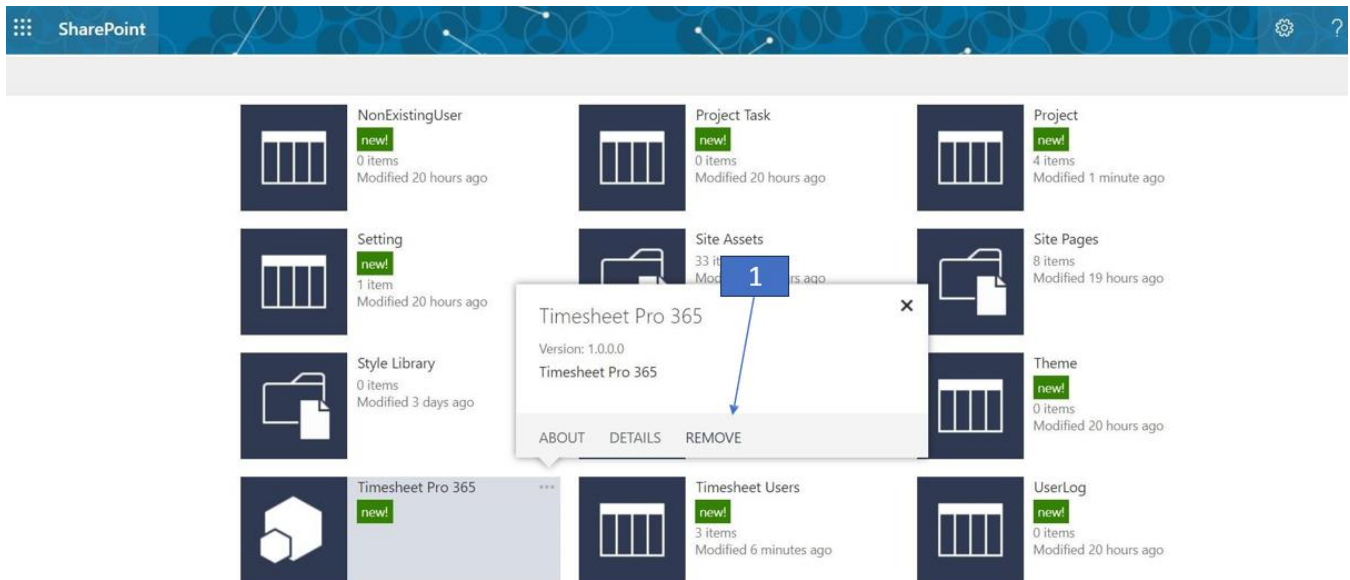 SharePoint
?
NonExistingUser
new!
0 items
Modified 20 hours ago
Project Task
new!
0 items
Modified 20 hours ago
Project
new!
4 items
Modified 1 minute ago
Setting
new!
1 item
Modified 20 hours ago
Site Assets
33
ago
Site Pages
8 items
Modified 19 hours ago
1
Timesheet Pro 365
Version: 1.0.0.0
Timesheet Pro 365
ABOUT DETAILS REMOVE
Style Library
0 items
Modified 3 days ago
Theme
new!
0 items
Modified 20 hours ago
Timesheet Pro 365
new!
Timesheet Users
new!
3 items
Modified 6 minutes ago
UserLog
new!
0 items
Modified 20 hours ago